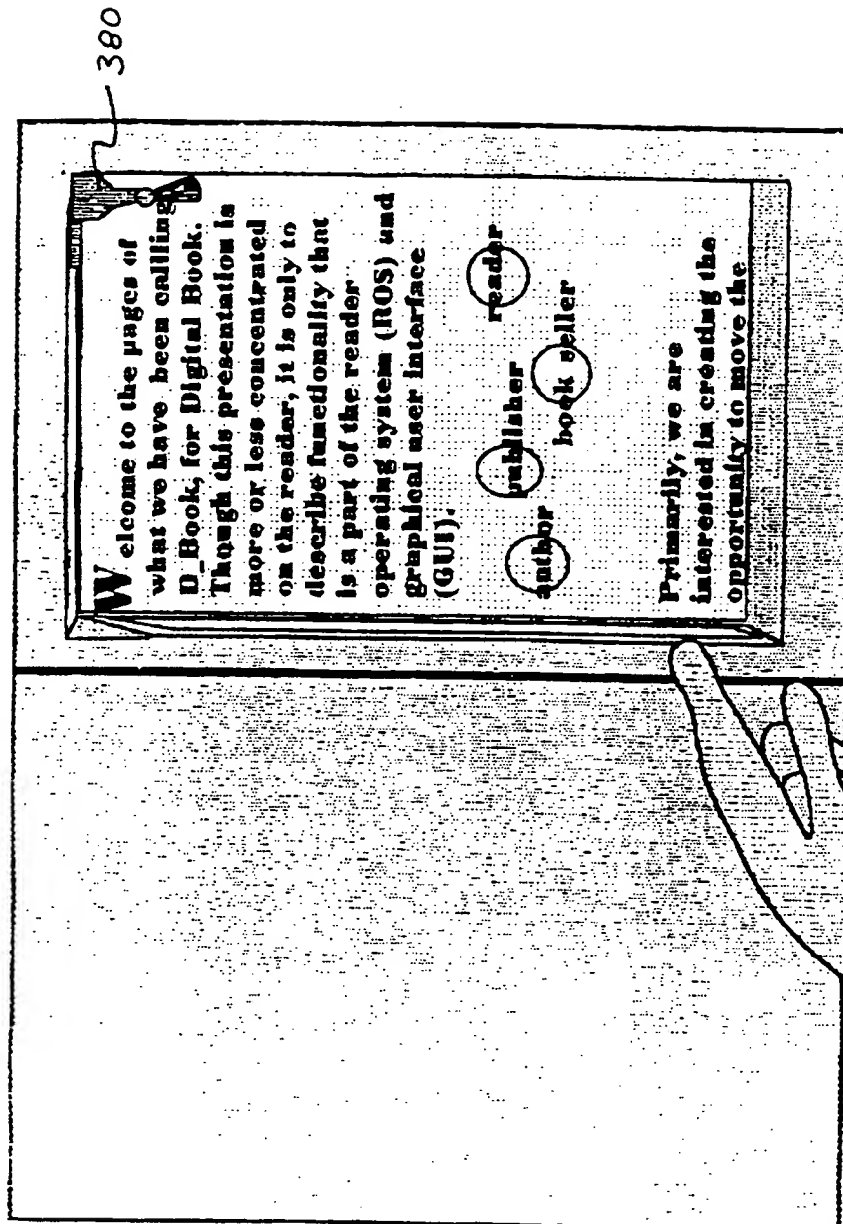 380
Welcome to the pages of
what we have been callling
D_Book, for Digital Book.
Though this presentation is
more or less concentrated
on the reader, it is only to
describe functionality that
is a part of the reader
operating system (ROS) and
graphical user interface
(GUI).
author publisher book seller reader
Primarily, we are
interested in creating the
opportunity to move the